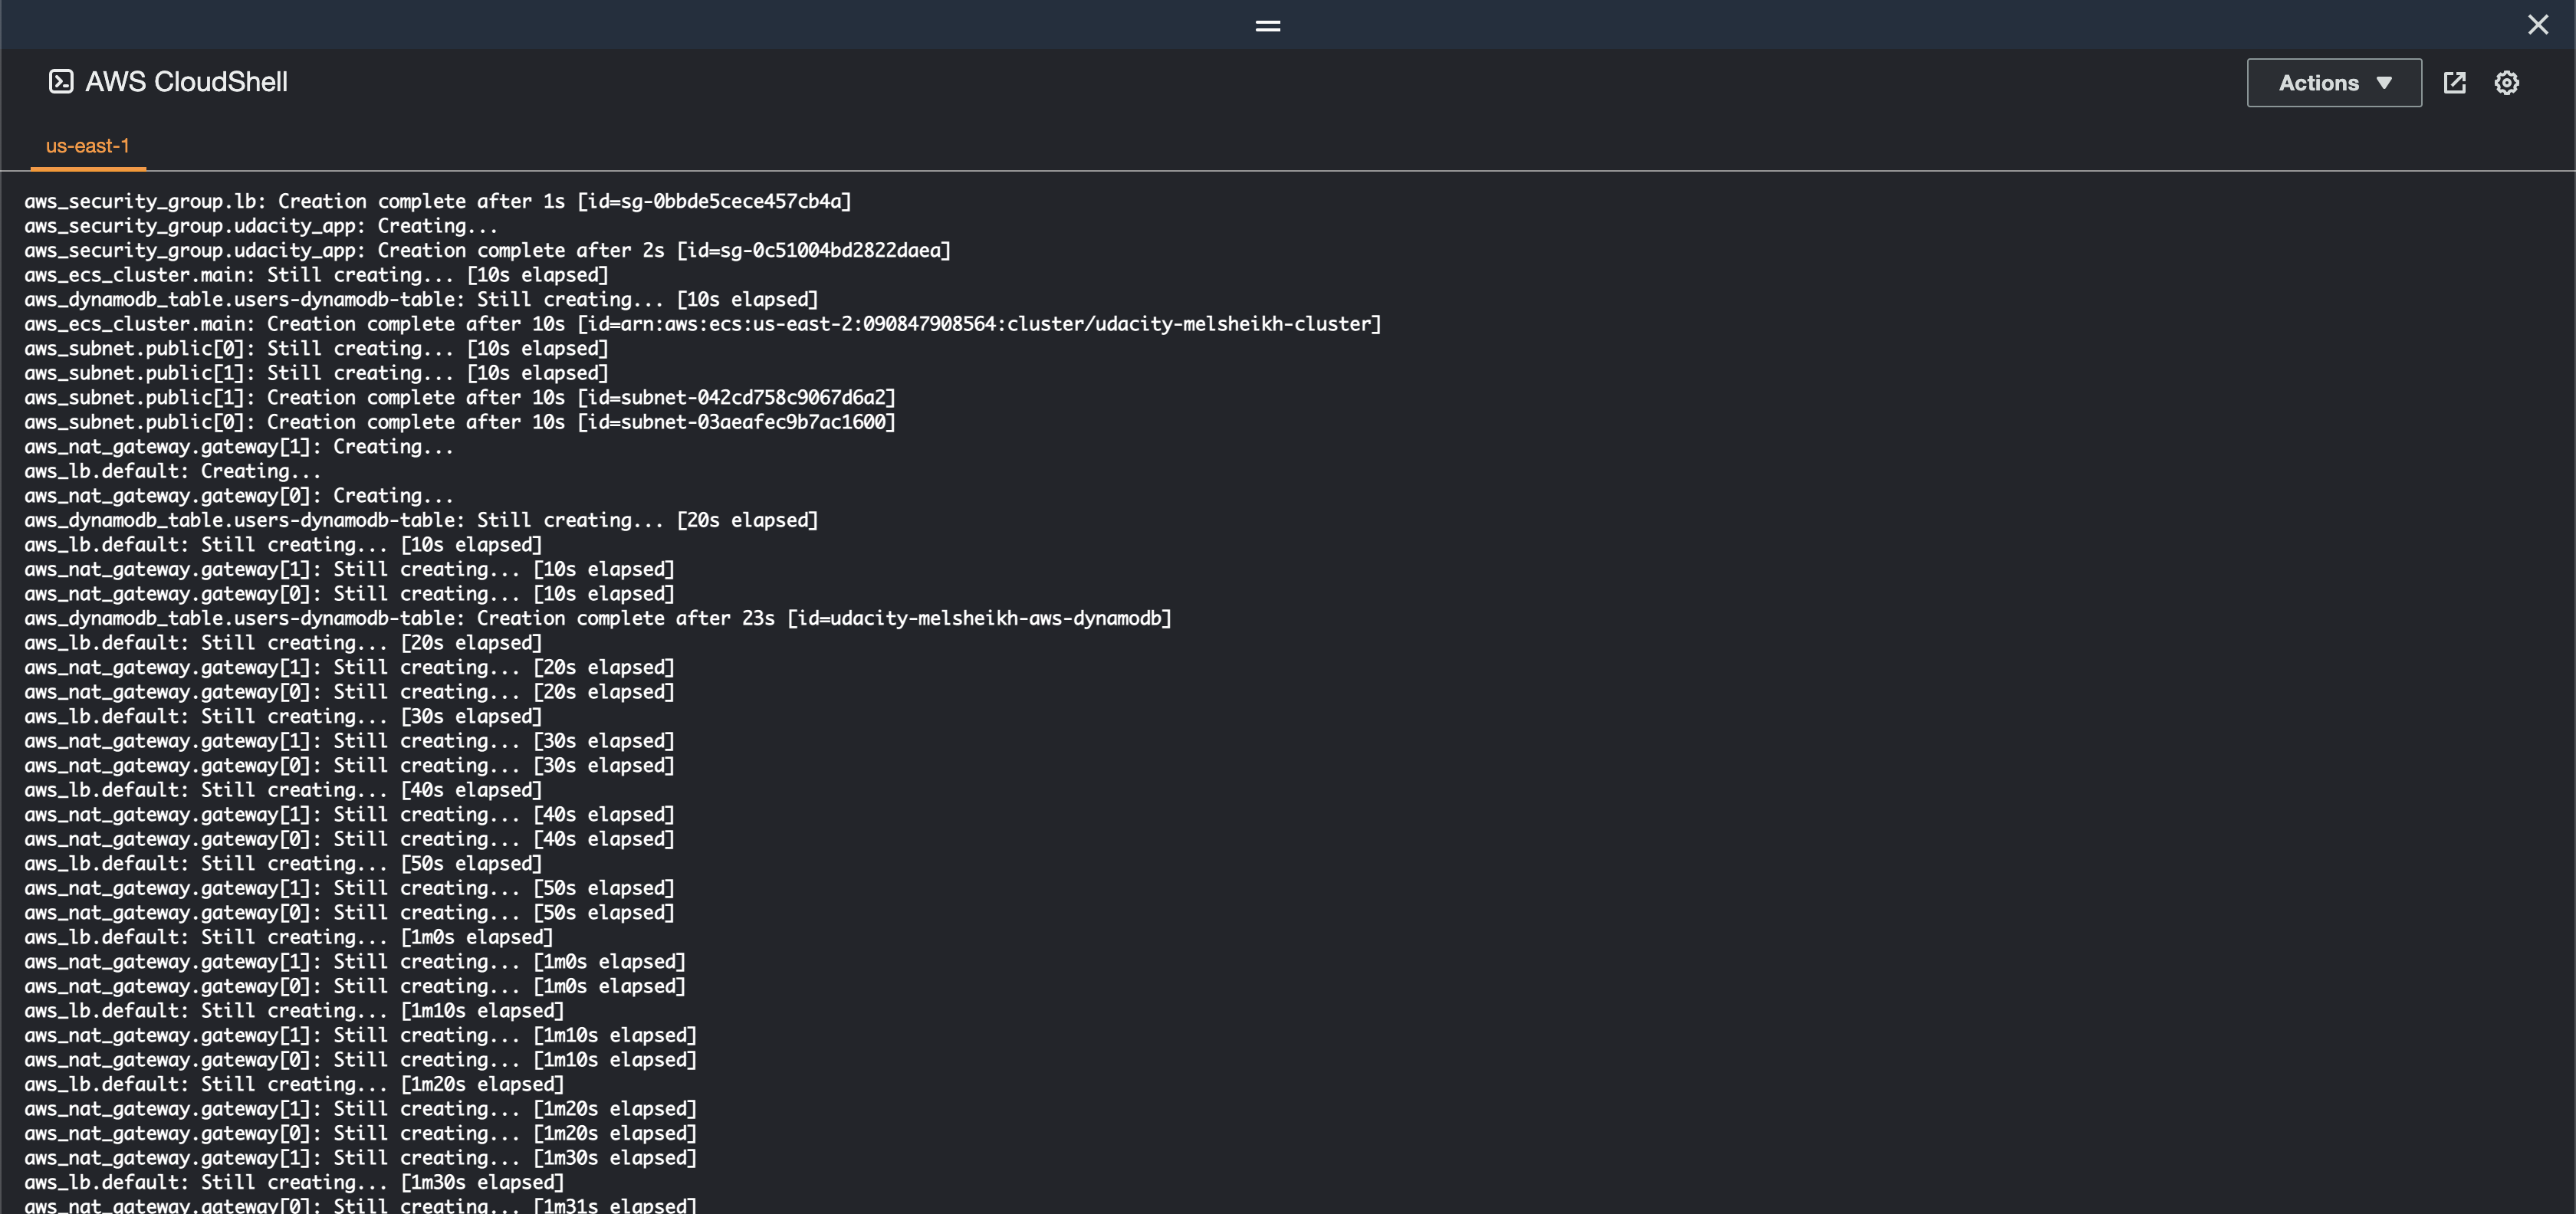 AWS CloudShell
Actions
us-east-1
aws_security_group.lb: Creation complete after 1s [id=sg-0bbde5cece457cb4a]
aws_security_group.udacity_app: Creating...
aws_security_group.udacity_app: Creation complete after 2s [id=sg-0c51004bd2822daea]
aws_ecs_cluster.main: Still creating... [10s elapsed]
aws_dynamodb_table.users-dynamodb-table: Still creating... [10s elapsed]
aws_ecs_cluster.main: Creation complete after 10s [id=arn:aws:ecs:us-east-2:090847908564:cluster/udacity-melsheikh-cluster]
aws_subnet.public[0]: Still creating... [10s elapsed]
aws_subnet.public[1]: Still creating... [10s elapsed]
aws_subnet.public[1]: Creation complete after 10s [id=subnet-042cd758c9067d6a2]
aws_subnet.public[0]: Creation complete after 10s [id=subnet-03aeafec9b7ac1600]
aws_nat_gateway.gateway[1]: Creating...
aws_lb.default: Creating...
aws_nat_gateway.gateway[0]: Creating...
aws_dynamodb_table.users-dynamodb-table: Still creating... [20s elapsed]
aws_lb.default: Still creating... [10s elapsed]
aws_nat_gateway.gateway[1]: Still creating... [10s elapsed]
aws_nat_gateway.gateway[0]: Still creating... [10s elapsed]
aws_dynamodb_table.users-dynamodb-table: Creation complete after 23s [id=udacity-melsheikh-aws-dynamodb]
aws_lb.default: Still creating... [20s elapsed]
aws_nat_gateway.gateway[1]: Still creating... [20s elapsed]
aws_nat_gateway.gateway[0]: Still creating... [20s elapsed]
aws_lb.default: Still creating... [30s elapsed]
aws_nat_gateway.gateway[1]: Still creating... [30s elapsed]
aws_nat_gateway.gateway[0]: Still creating... [30s elapsed]
aws_lb.default: Still creating... [40s elapsed]
aws_nat_gateway.gateway[1]: Still creating... [40s elapsed]
aws_nat_gateway.gateway[0]: Still creating... [40s elapsed]
aws_lb.default: Still creating... [50s elapsed]
aws_nat_gateway.gateway[1]: Still creating... [50s elapsed]
aws_nat_gateway.gateway[0]: Still creating... [50s elapsed]
aws_lb.default: Still creating... [1m0s elapsed]
aws_nat_gateway.gateway[1]: Still creating... [1m0s elapsed]
aws_nat_gateway.gateway[0]: Still creating... [1m0s elapsed]
aws_lb.default: Still creating... [1m10s elapsed]
aws_nat_gateway.gateway[1]: Still creating... [1m10s elapsed]
aws_nat_gateway.gateway[0]: Still creating... [1m10s elapsed]
aws_lb.default: Still creating... [1m20s elapsed]
aws_nat_gateway.gateway[1]: Still creating... [1m20s elapsed]
aws_nat_gateway.gateway[0]: Still creating... [1m20s elapsed]
aws_nat_gateway.gateway[1]: Still creating... [1m30s elapsed]
aws_lb.default: Still creating... [1m30s elapsed]
aws_nat_gateway.gateway[0]: Still creating... [1m31s elapsed]